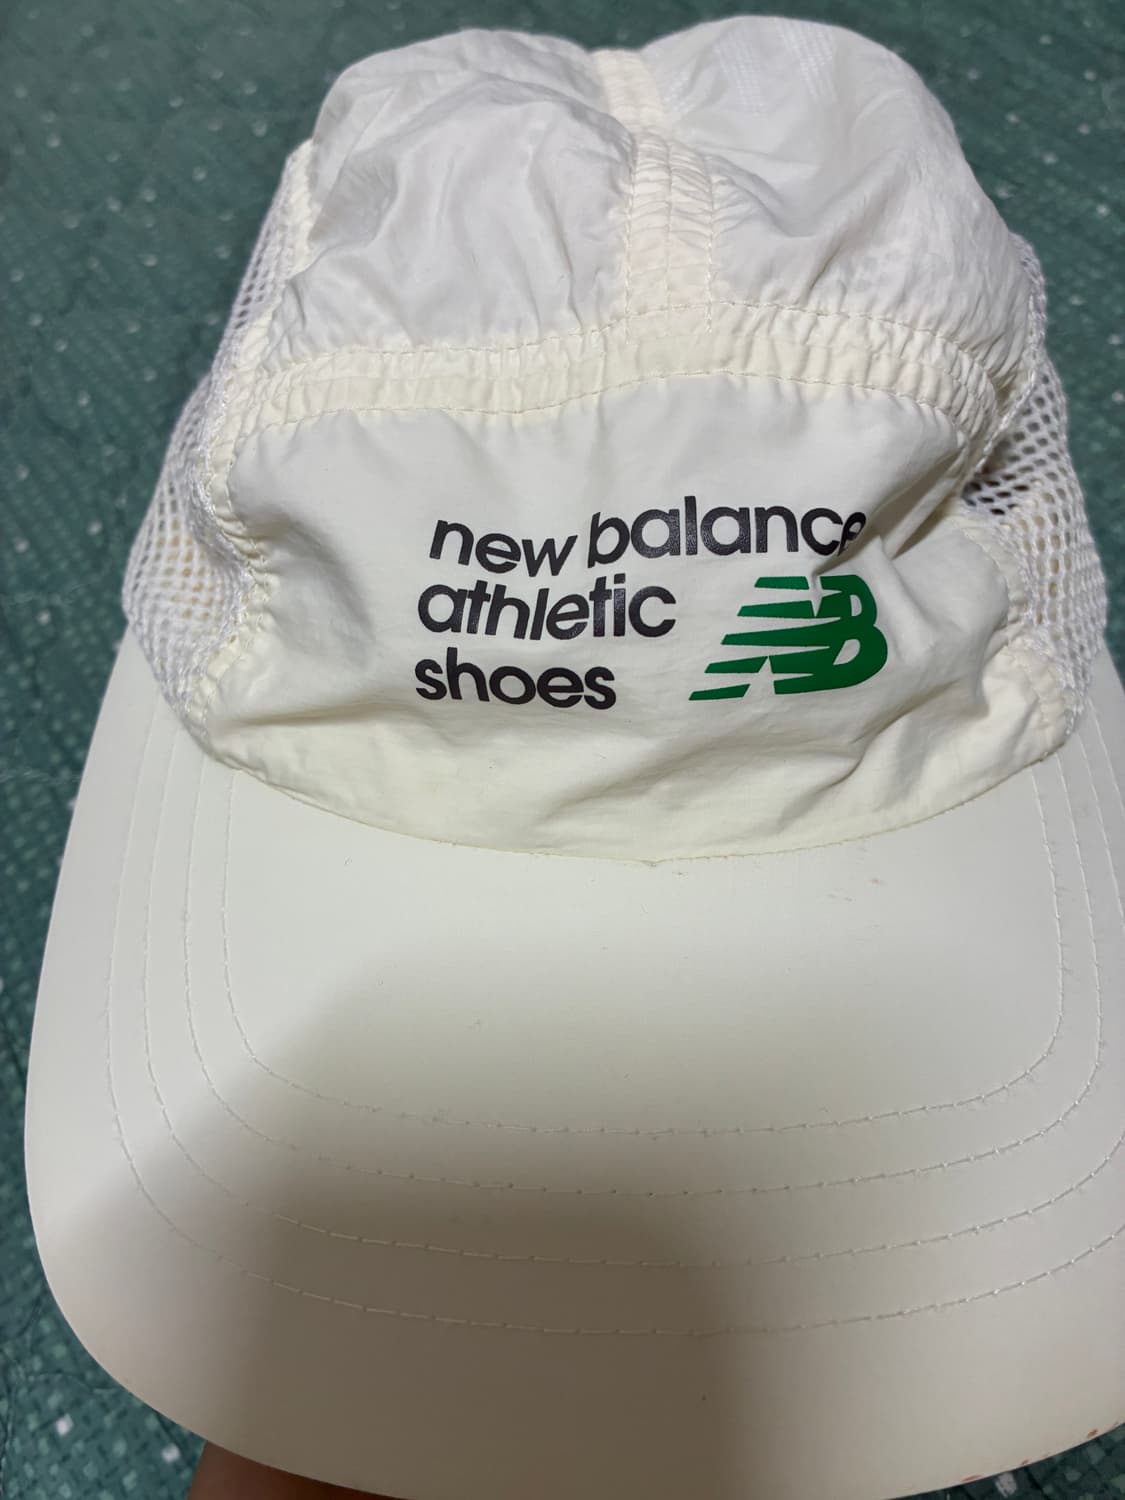 new balance
athletic
shoes
NB